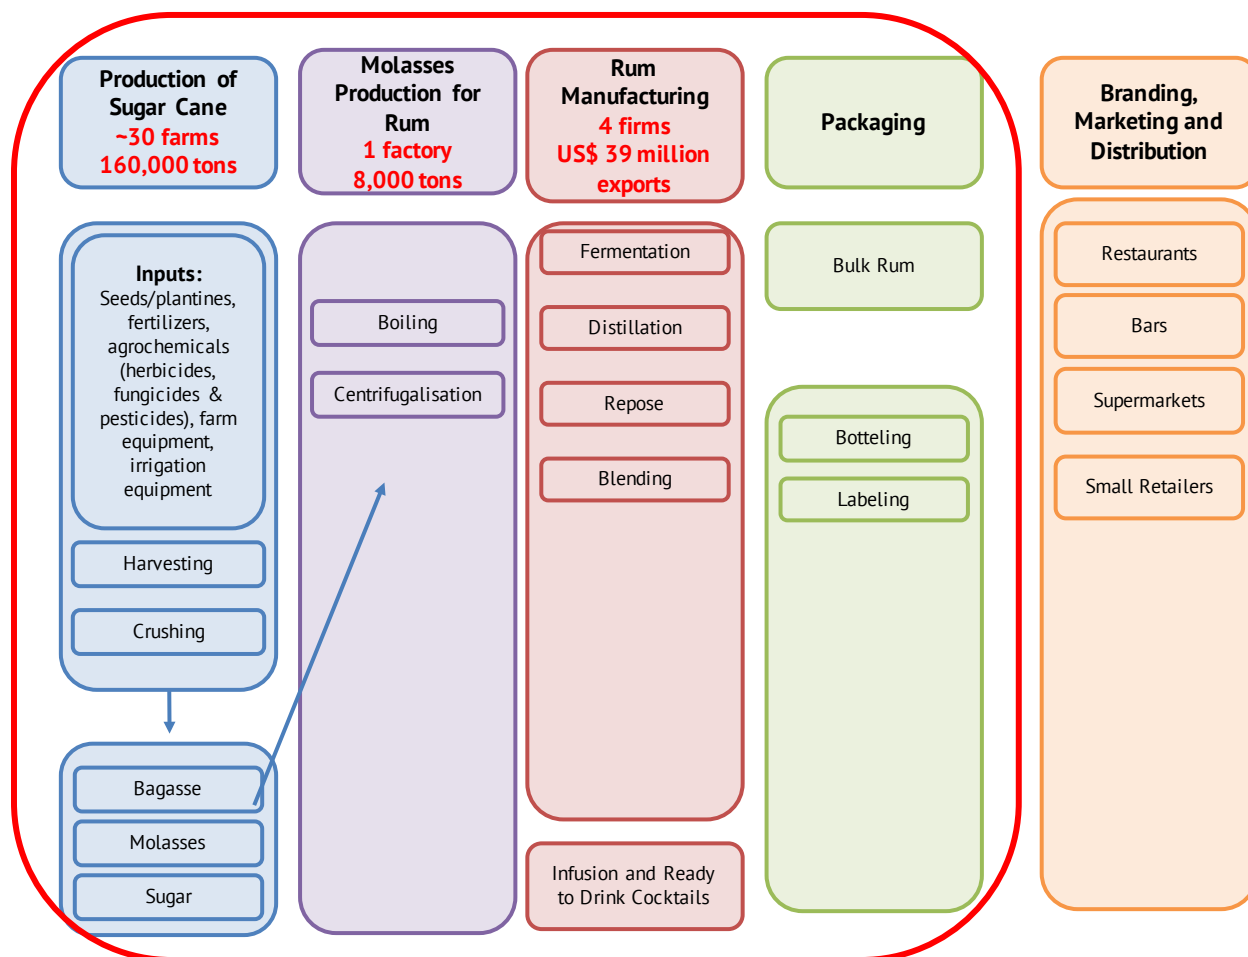 Production of
Sugar Cane
~30 farms
160,000 tons
Molasses
Production for
Rum
1 factory
8,000 tons
Rum
Manufacturing
4 firms
US$ 39 million
exports
Packaging
Branding,
Marketing and
Distribution
Inputs:
Seeds/plantines,
fertilizers,
agrochemicals
(herbicides,
fungicides &
pesticides), farm
equipment,
irrigation
equipment
Harvesting
Crushing
Bagasse
Molasses
Sugar
Boiling
Centrifugalisation
Fermentation
Distillation
Repose
Blending
Infusion and Ready
to Drink Cocktails
Bulk Rum
Botteling
Labeling
Restaurants
Bars
Supermarkets
Small Retailers